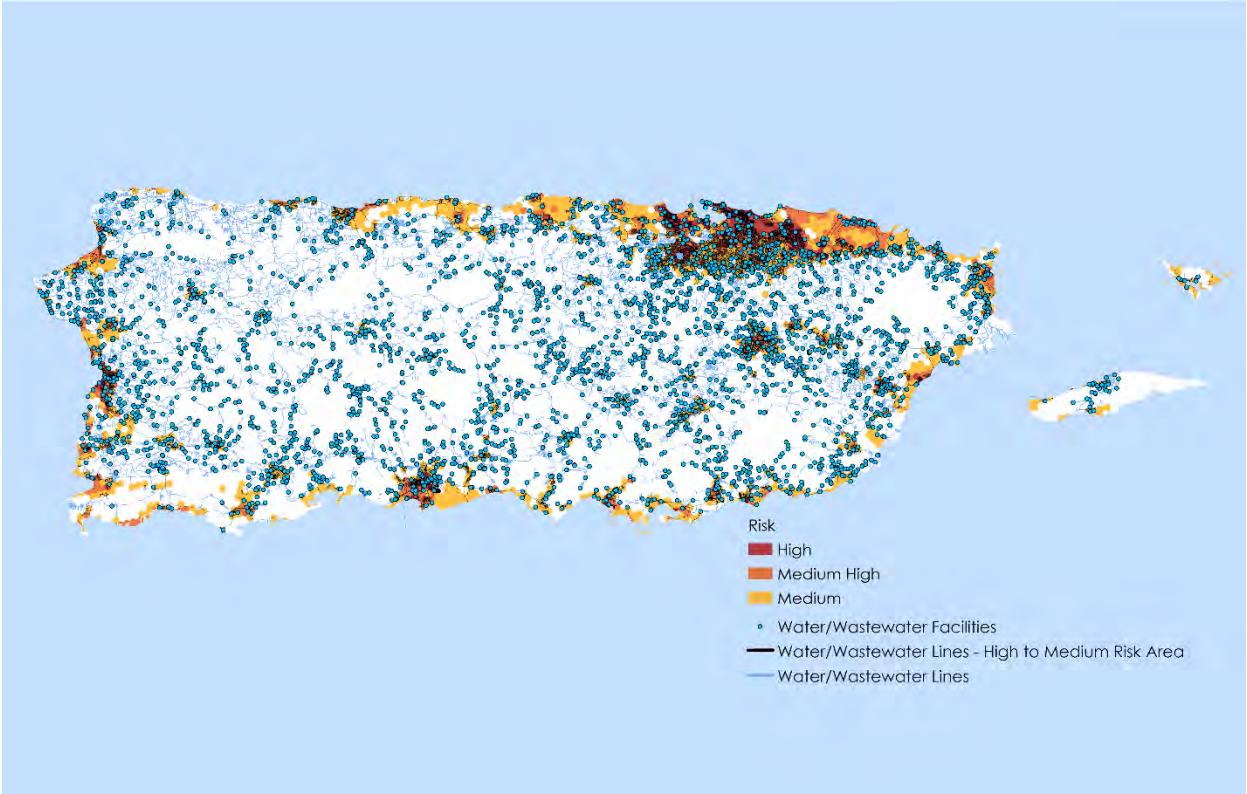 Risk
High
Medium High
Medium
Water/Wastewater Facilities
Water/Wastewater Lines - High to Medium Risk Area
Water/Wastewater Lines